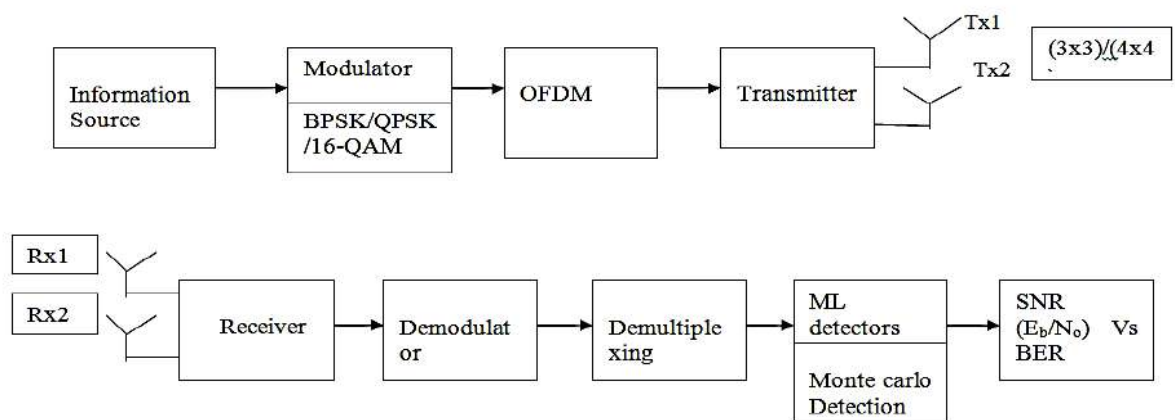 Information
Source
Modulator
BPSK/QPSK
/16-QAM
OFDM
Transmitter
Tx1
Tx2
(3x3)/(4x4
`
Rx1
Rx2
Receiver
Demodulat
or
Demultiple
xing
ML
detectors
Monte carlo
Detection
SNR
(Eb/No) Vs
BER